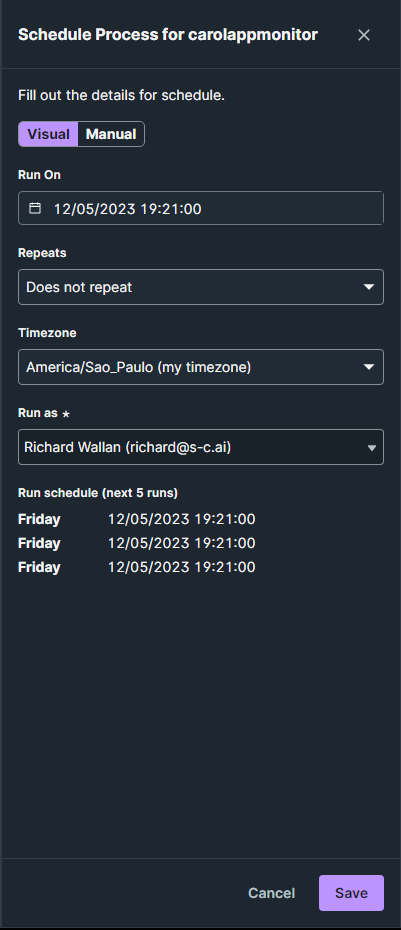 Schedule Process for carolappmonitor
Fill out the details for schedule.
Visual Manual
Run On
12/05/2023 19:21:00
Repeats
Does not repeat
Timezone
America/Sao_Paulo (my timezone)
Run as *
Richard Wallan (richard@s-c.ai)
Run schedule (next 5 runs)
Friday 12/05/2023 19:21:00
Friday 12/05/2023 19:21:00
Friday 12/05/2023 19:21:00
Cancel Save